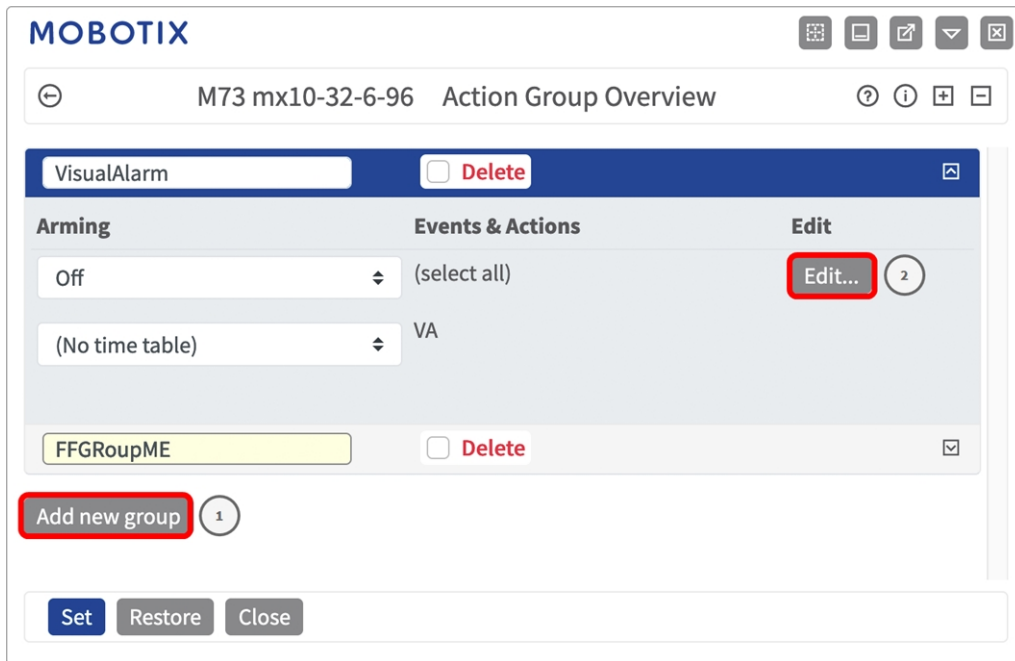 MOBOTIX
M73 mx10-32-6-96 Action Group Overview
VisualAlarm Delete
Arming Events & Actions Edit
Off (select all) Edit... 2
(No time table) VA
FFGRoupME Delete
Add new group 1
Set Restore Close